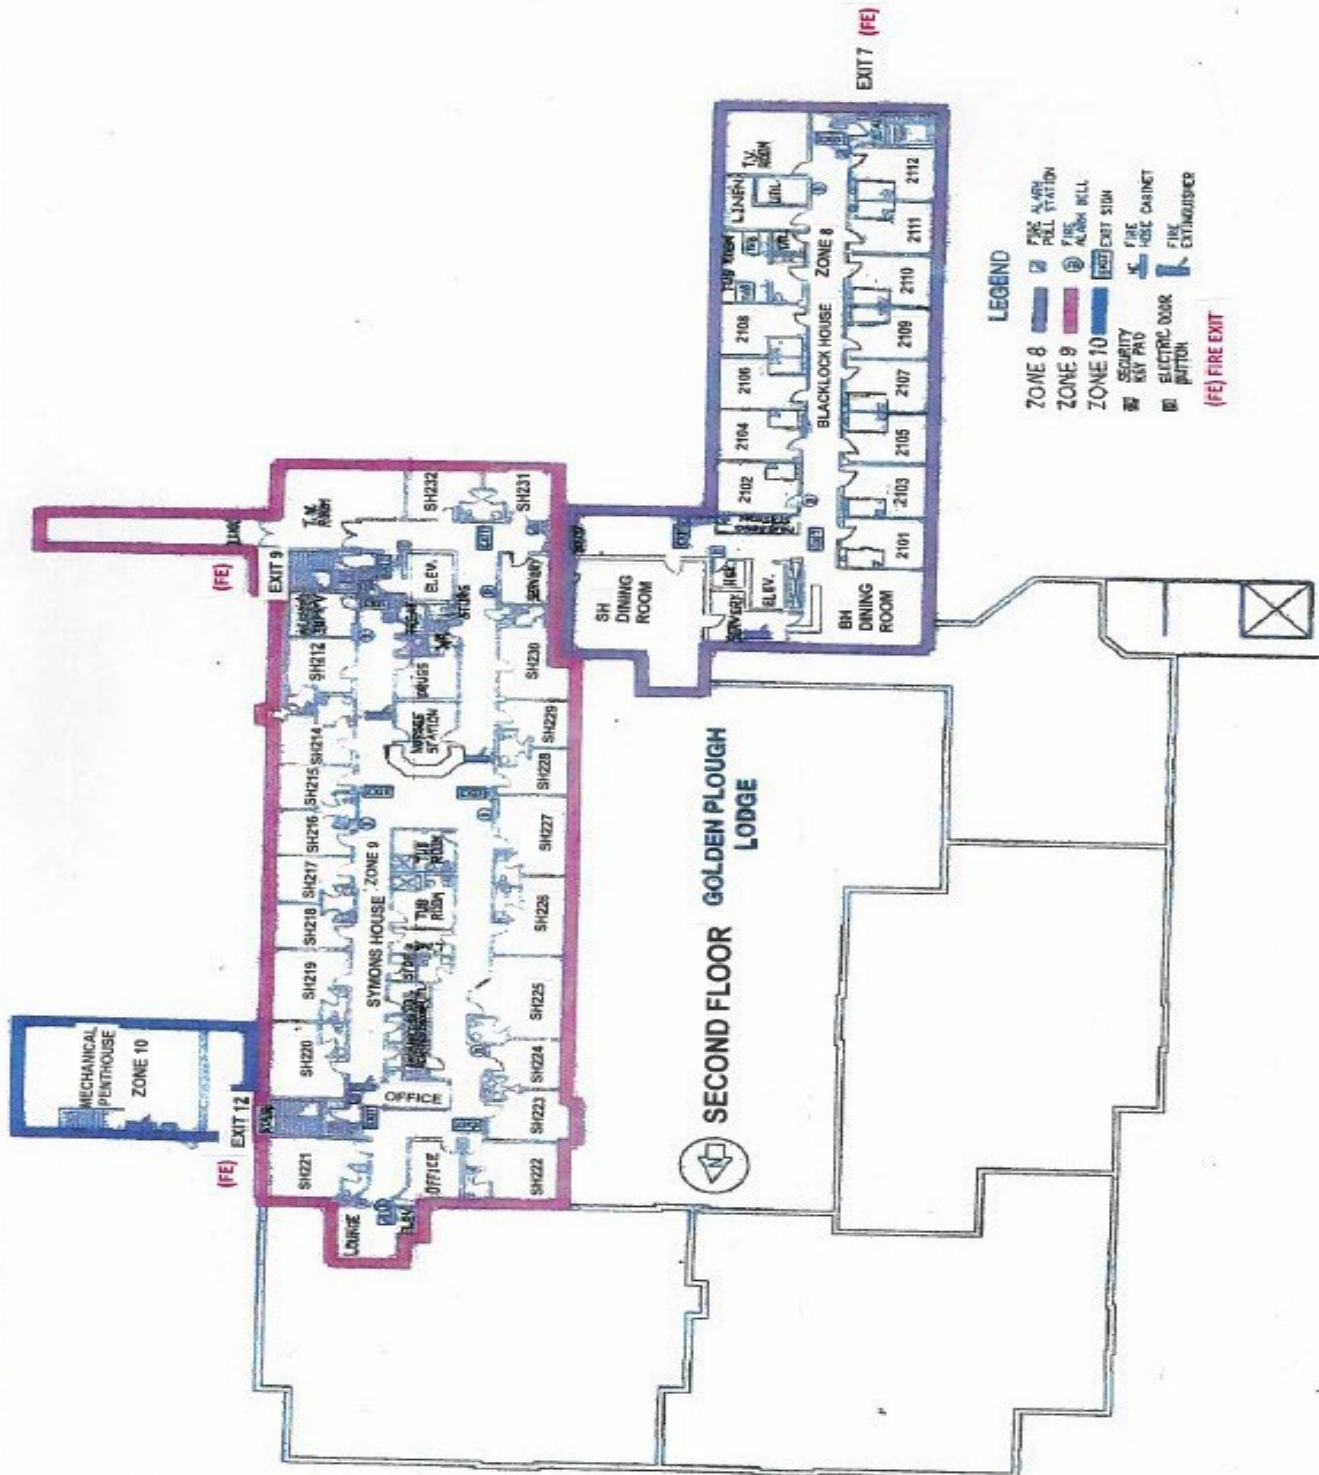 MECHANICAL
PENTHOUSE
ZONE 10
EXIT 12
(FE)
EXIT 9
(FE)
T.V.
ROOM
SH232
SH231
ELEV.
SERVERY
STORE
DRUGS
NURSES
STATION
SH212
SH214
SH215
SH216
SH217
SH218
SH219
SH220
SH221
SYMONS HOUSE
ZONE 9
TUB
ROOM
TUB
ROOM
OFFICE
OFFICE
LOUNGE
SH222
SH223
SH224
SH225
SH226
SH227
SH228
SH229
SH230
SH
DINING
ROOM
SERVERY
ELEV.
BH
DINING
ROOM
2102
2104
2106
2108
TUB ROOM
LINEN
T.V.
ROOM
BLACKLOCK HOUSE
ZONE 8
2101
2103
2105
2107
2109
2110
2111
2112
EXIT 7 (FE)
SECOND FLOOR
GOLDEN PLOUGH
LODGE
N
LEGEND
ZONE 8
ZONE 9
ZONE 10
SECURITY
KEY PAD
ELECTRIC DOOR
BUTTON
FIRE ALARM
PULL STATION
FIRE
ALARM BELL
EXIT SIGN
FIRE
HOSE CABINET
FIRE
EXTINGUISHER
(FE) FIRE EXIT